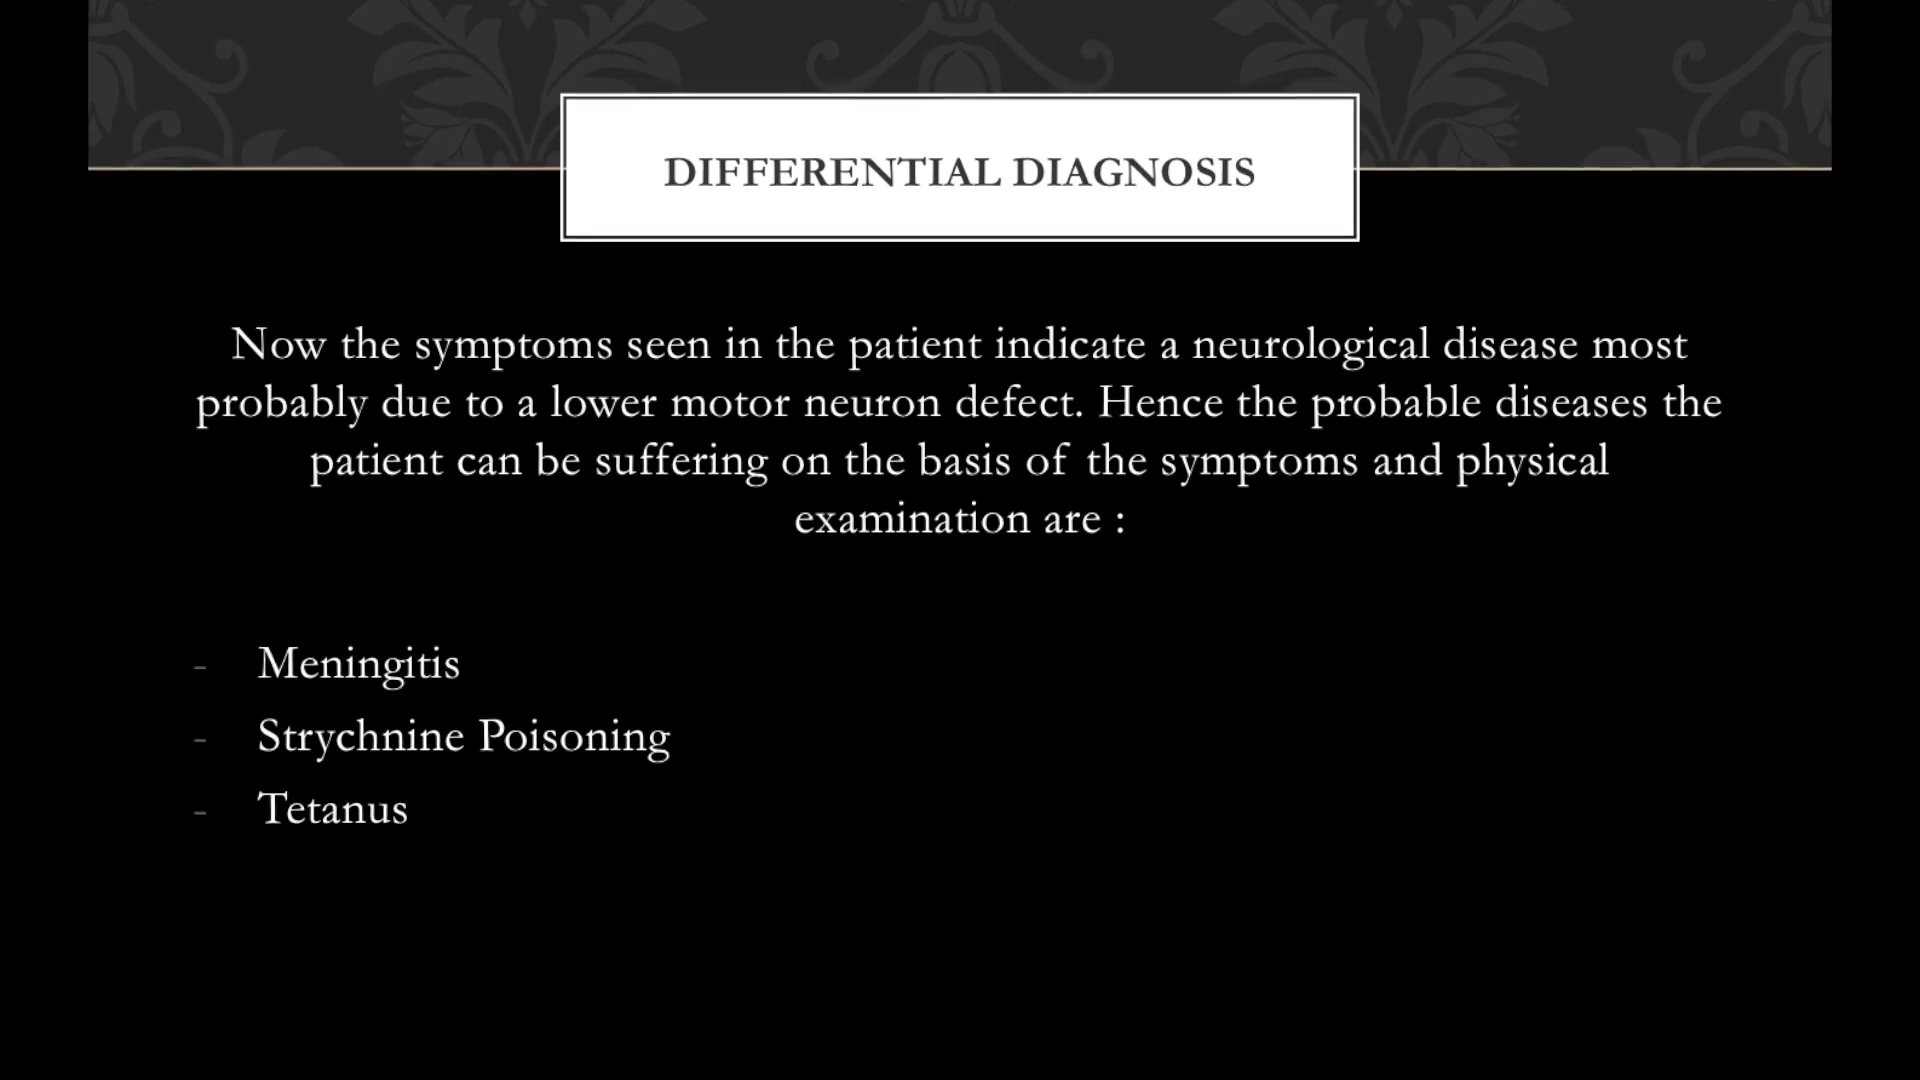 DIFFERENTIAL DIAGNOSIS
Now the symptoms seen in the patient indicate a neurological disease most
probably due to a lower motor neuron defect. Hence the probable diseases the
patient can be suffering on the basis of the symptoms and physical
examination are :
- Meningitis
- Strychnine Poisoning
- Tetanus